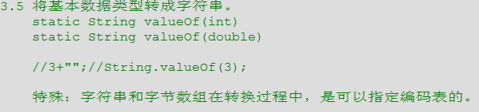 3.5 将基本数据类型转成字符串。
static String valueOf(int)
static String valueOf(double)
//3+"";//String.valueOf(3);
特殊：字符串和字节数组在转换过程中，是可以指定编码表的。